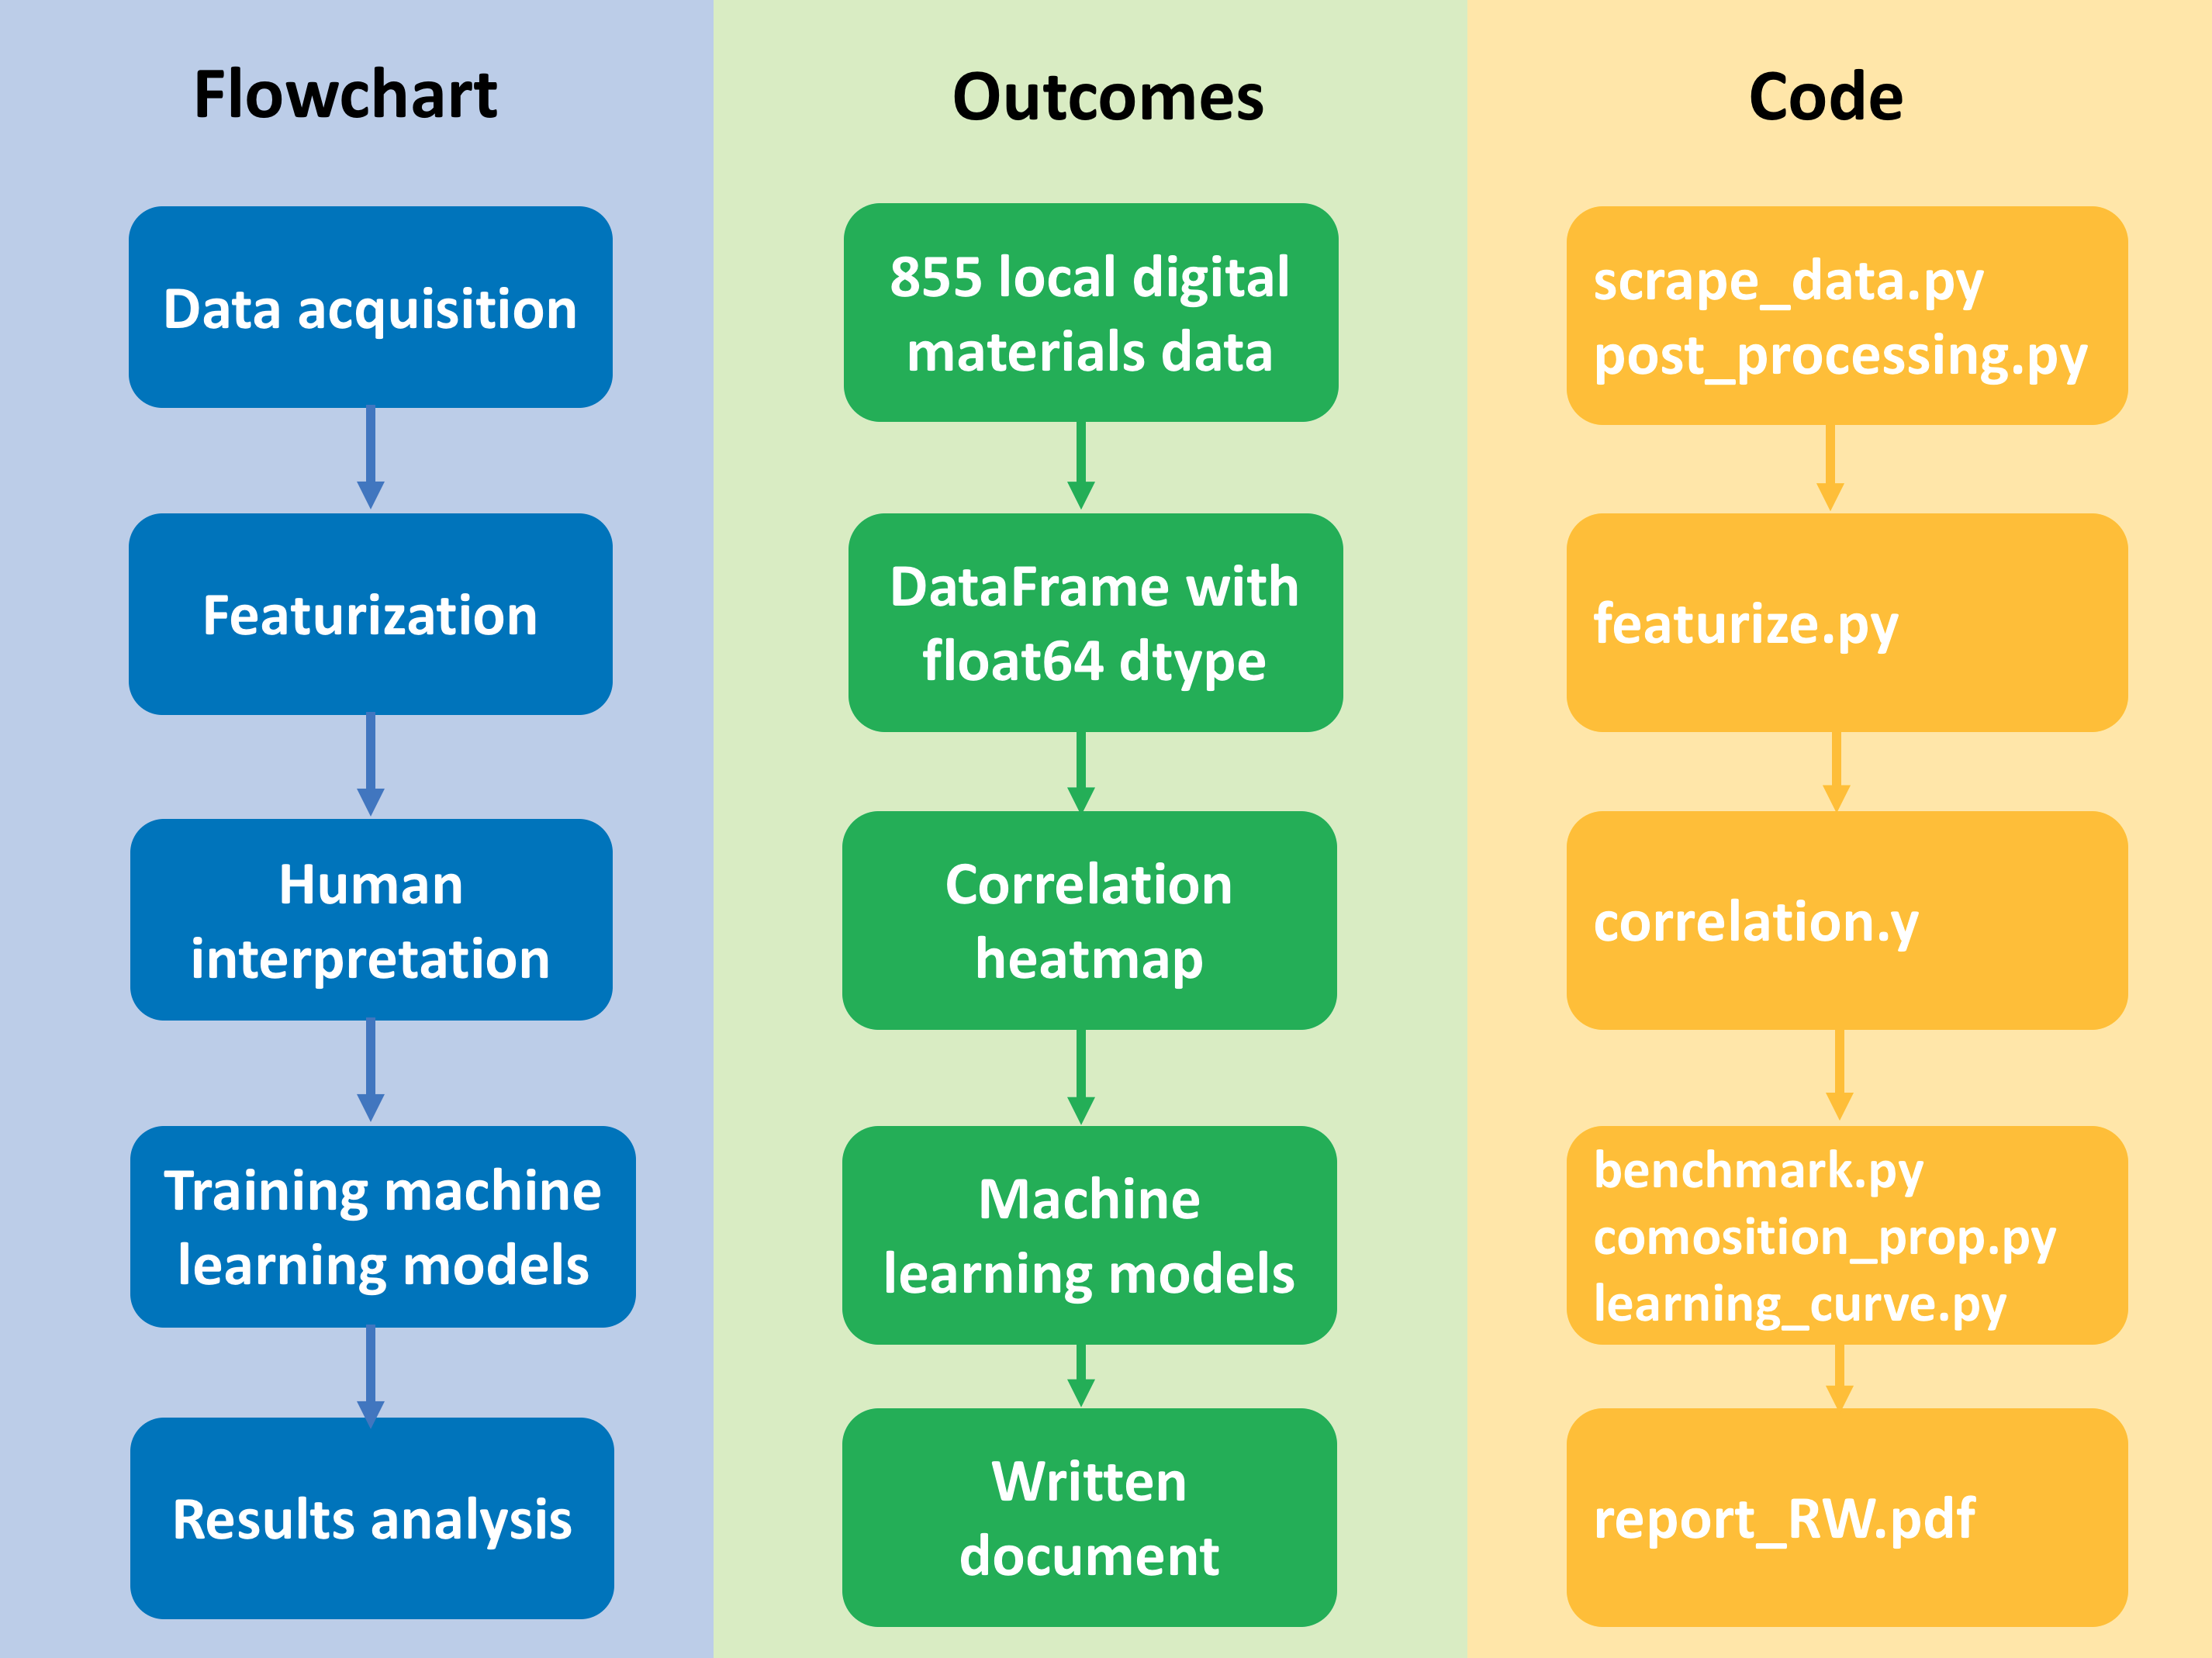 Flowchart
Data acquisition
Featurization
Human
interpretation
Training machine
learning models
Results analysis
Outcomes
855 local digital
materials data
DataFrame with
float64 dtype
Correlation
heatmap
Machine
learning models
Written
document
Code
scrape_data.py
post_processing.py
featurize.py
correlation.y
benchmark.py
comosition_prop.py
learning_curve.py
report_RW.pdf